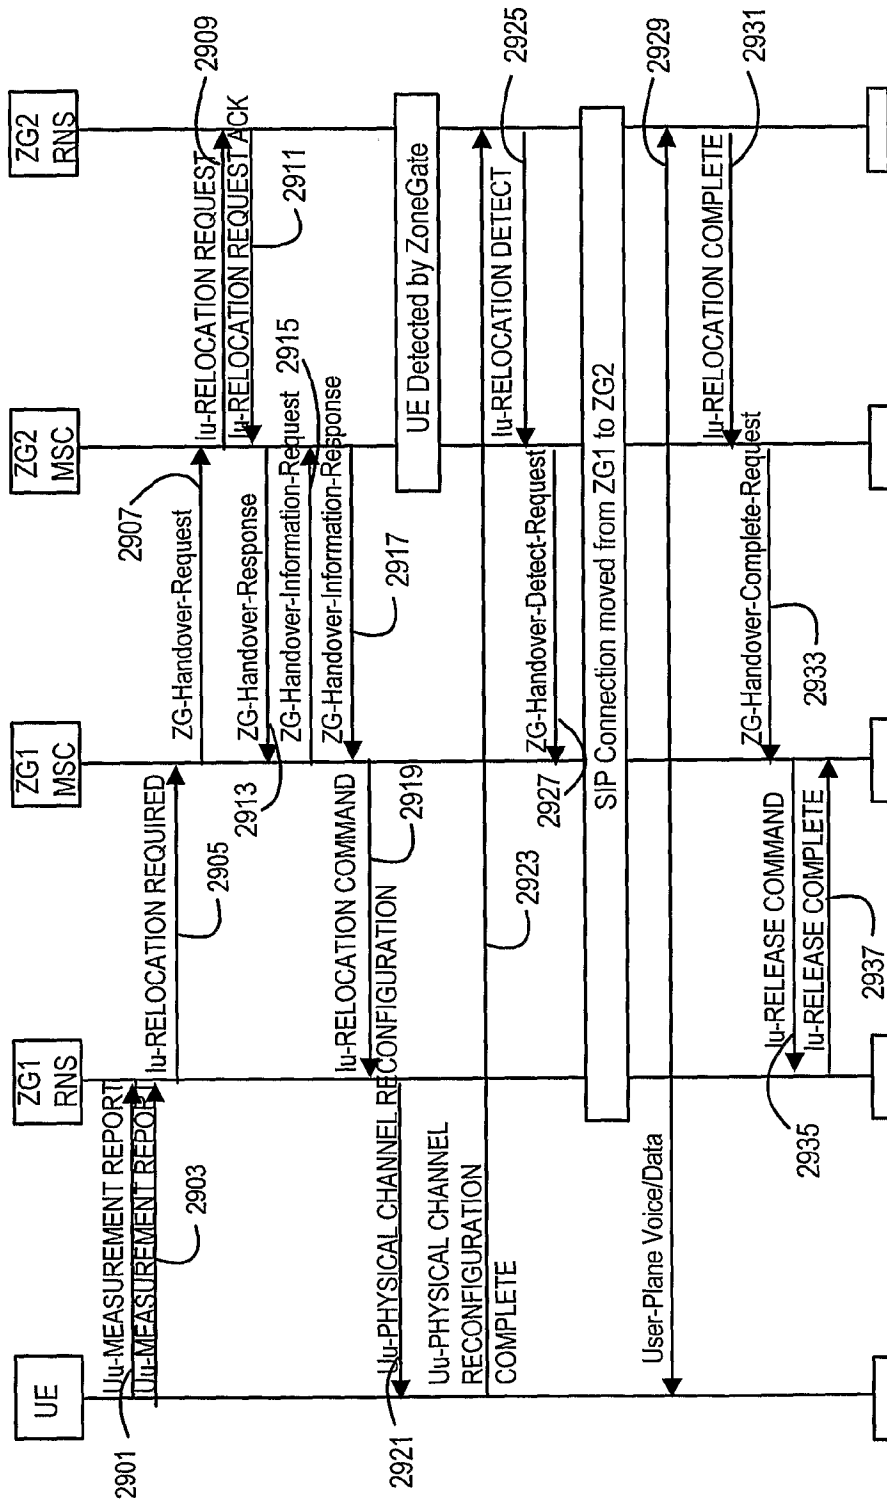 UE
ZG1
RNS
ZG1
MSC
ZG2
MSC
ZG2
RNS
Uu-MEASUREMENT REPORT
2901
Uu-MEASUREMENT REPORT
2903
Iu-RELOCATION REQUIRED
2905
ZG-Handover-Request
2907
Iu-RELOCATION REQUEST
2909
Iu-RELOCATION REQUEST ACK
2911
ZG-Handover-Response
2913
ZG-Handover-Information-Request
2915
ZG-Handover-Information-Response
2917
Iu-RELOCATION COMMAND
2919
Uu-PHYSICAL CHANNEL RECONFIGURATION
2921
UE Detected by ZoneGate
Uu-PHYSICAL CHANNEL
RECONFIGURATION
COMPLETE
2923
Iu-RELOCATION DETECT
2925
ZG-Handover-Detect-Request
2927
SIP Connection moved from ZG1 to ZG2
User-Plane Voice/Data
2929
Iu-RELOCATION COMPLETE
2931
ZG-Handover-Complete-Request
2933
Iu-RELEASE COMMAND
2935
Iu-RELEASE COMPLETE
2937